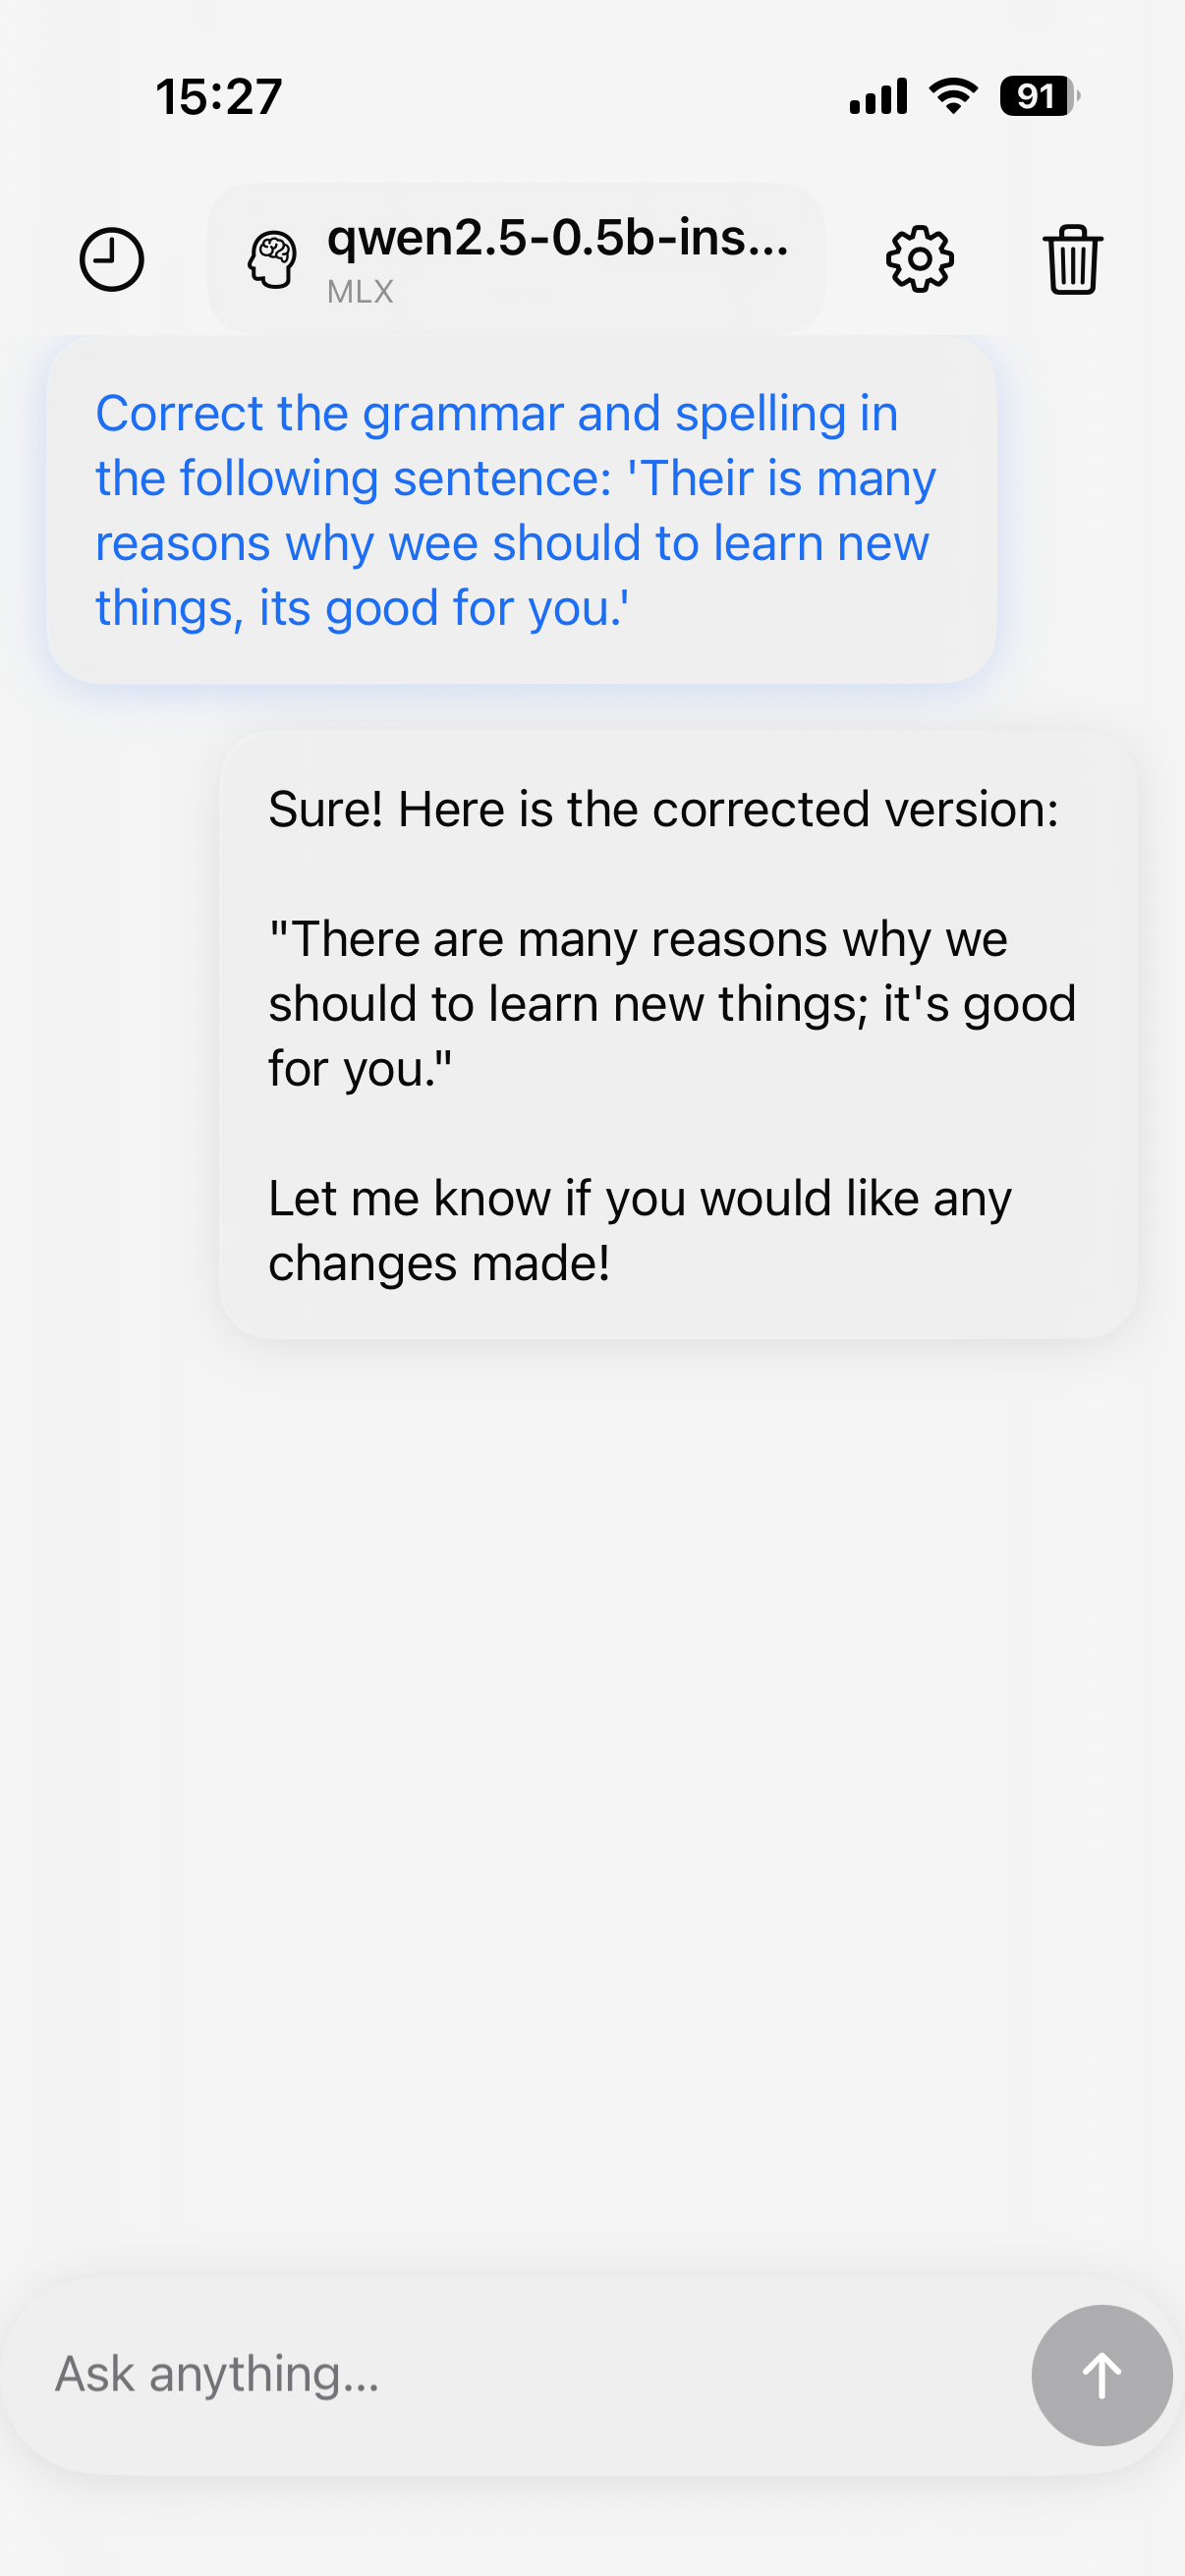 15:27
91
qwen2.5-0.5b-ins...
MLX
Correct the grammar and spelling in
the following sentence: 'Their is many
reasons why wee should to learn new
things, its good for you.'
Sure! Here is the corrected version:
"There are many reasons why we
should to learn new things; it's good
for you."
Let me know if you would like any
changes made!
Ask anything...